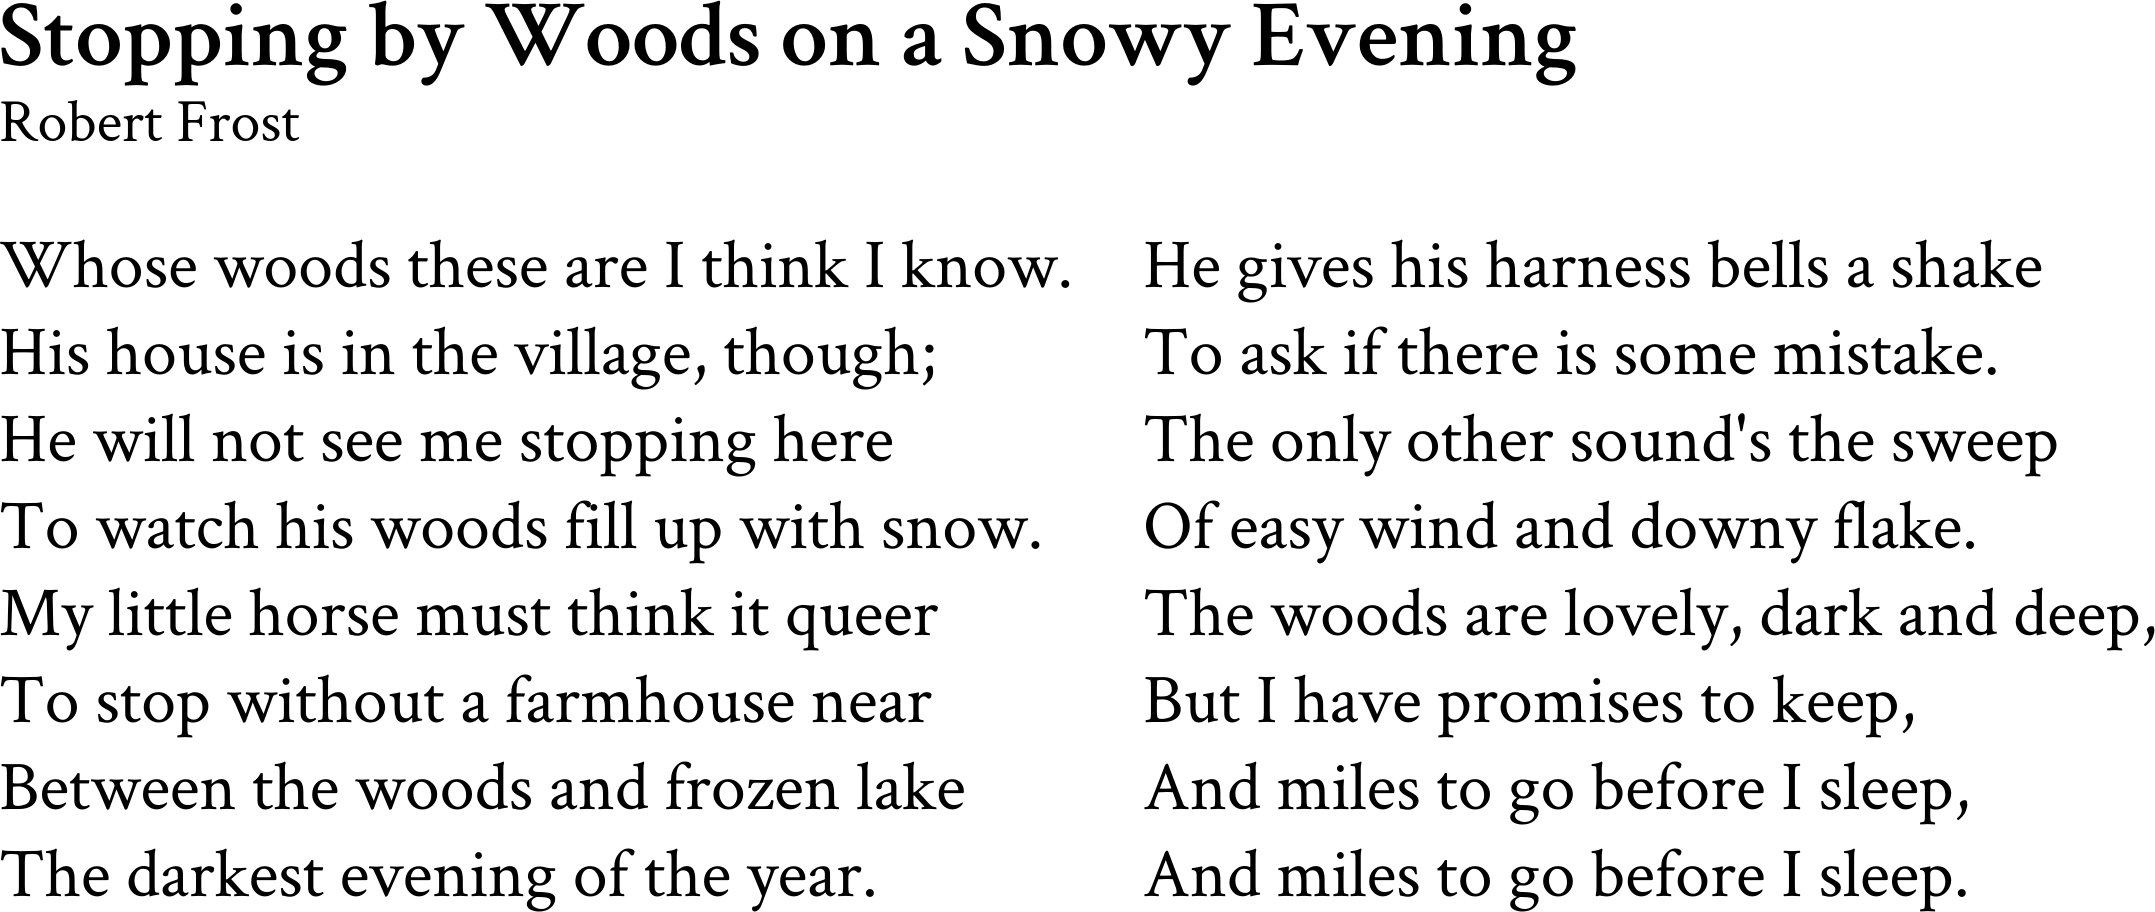 Stopping by Woods on a Snowy Evening
Robert Frost
Whose woods these are I think I know.
His house is in the village, though;
He will not see me stopping here
To watch his woods fill up with snow.
My little horse must think it queer
To stop without a farmhouse near
Between the woods and frozen lake
The darkest evening of the year.
He gives his harness bells a shake
To ask if there is some mistake.
The only other sound's the sweep
Of easy wind and downy flake.
The woods are lovely, dark and deep,
But I have promises to keep,
And miles to go before I sleep,
And miles to go before I sleep.